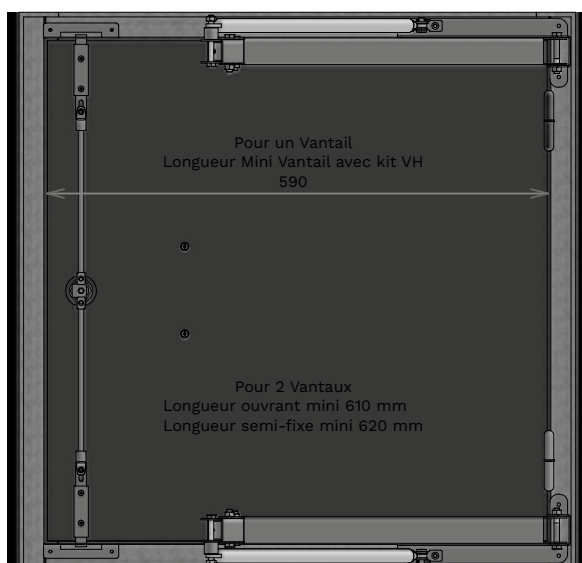 Pour un Vantail
Longueur Mini Vantail avec kit VH
590
Pour 2 Vantaux
Longueur ouvrant mini 610 mm
Longueur semi-fixe mini 620 mm